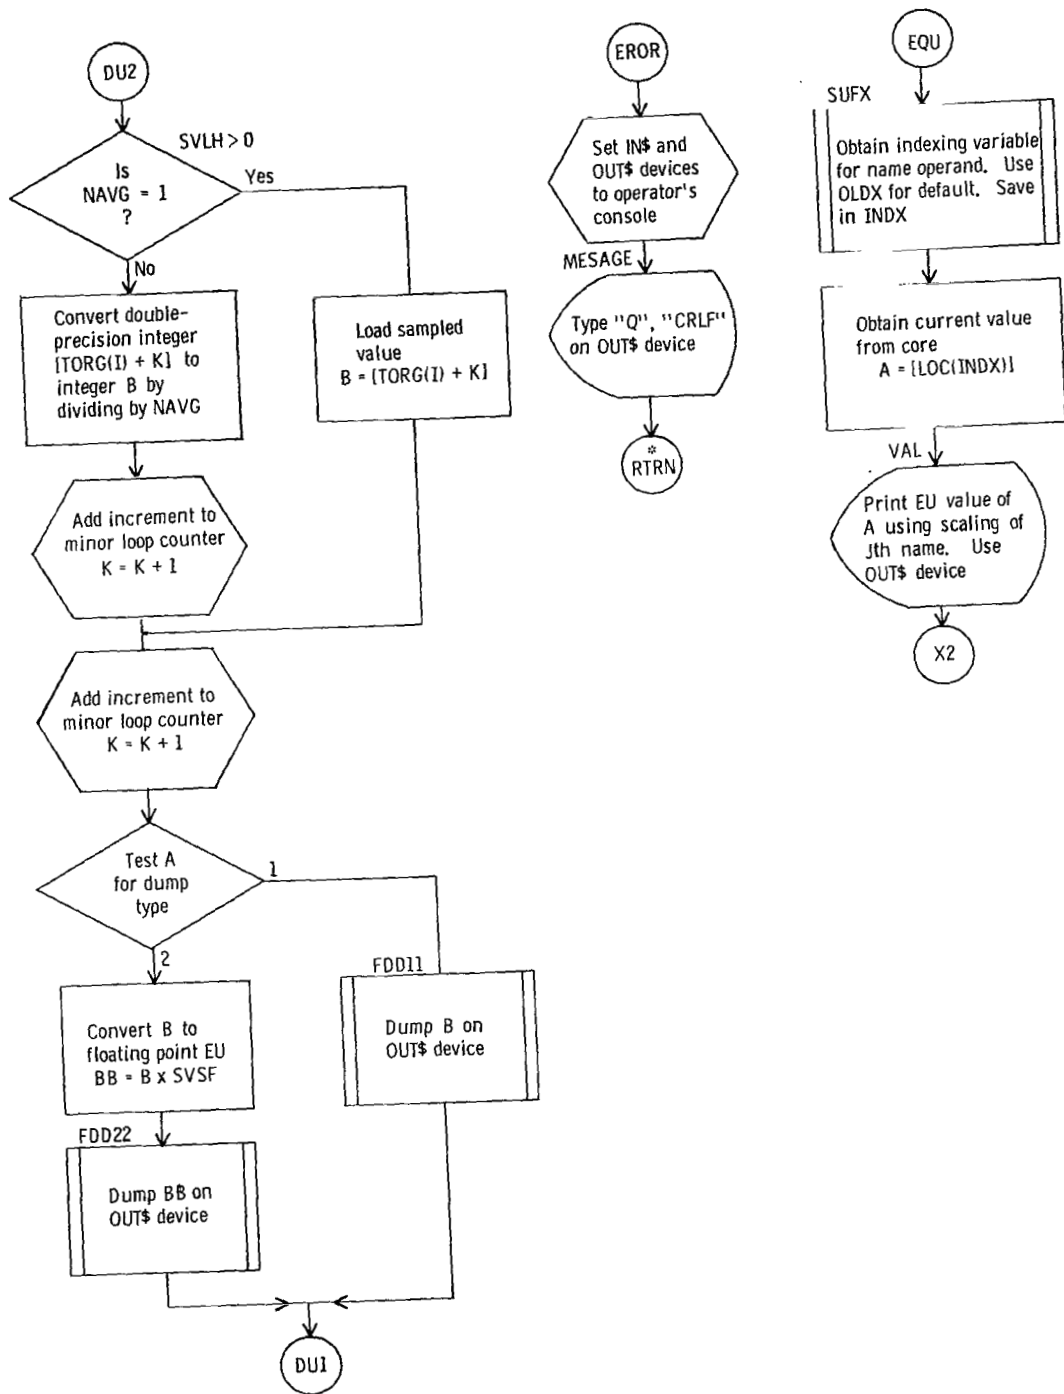 DU2
SVLH > 0
Is
NAVG = 1
?
Yes
No
Convert double-
precision integer
[TORG(I) + K] to
integer B by
dividing by NAVG
Load sampled
value
B = [TORG(I) + K]
Add increment to
minor loop counter
K = K + 1
Add increment to
minor loop counter
K = K + 1
Test A
for dump
type
1
2
Convert B to
floating point EU
BB = B x SVSF
FDD11
Dump B on
OUT$ device
FDD22
Dump BB on
OUT$ device
DU1
EROR
Set IN$ and
OUT$ devices
to operator's
console
MESAGE
Type "Q", "CRLF"
on OUT$ device
*
RTRN
EQU
SUFX
Obtain indexing variable
for name operand. Use
OLDX for default. Save
in INDX
Obtain current value
from core
A = [LOC(INDX)]
VAL
Print EU value of
A using scaling of
Jth name. Use
OUT$ device
X2